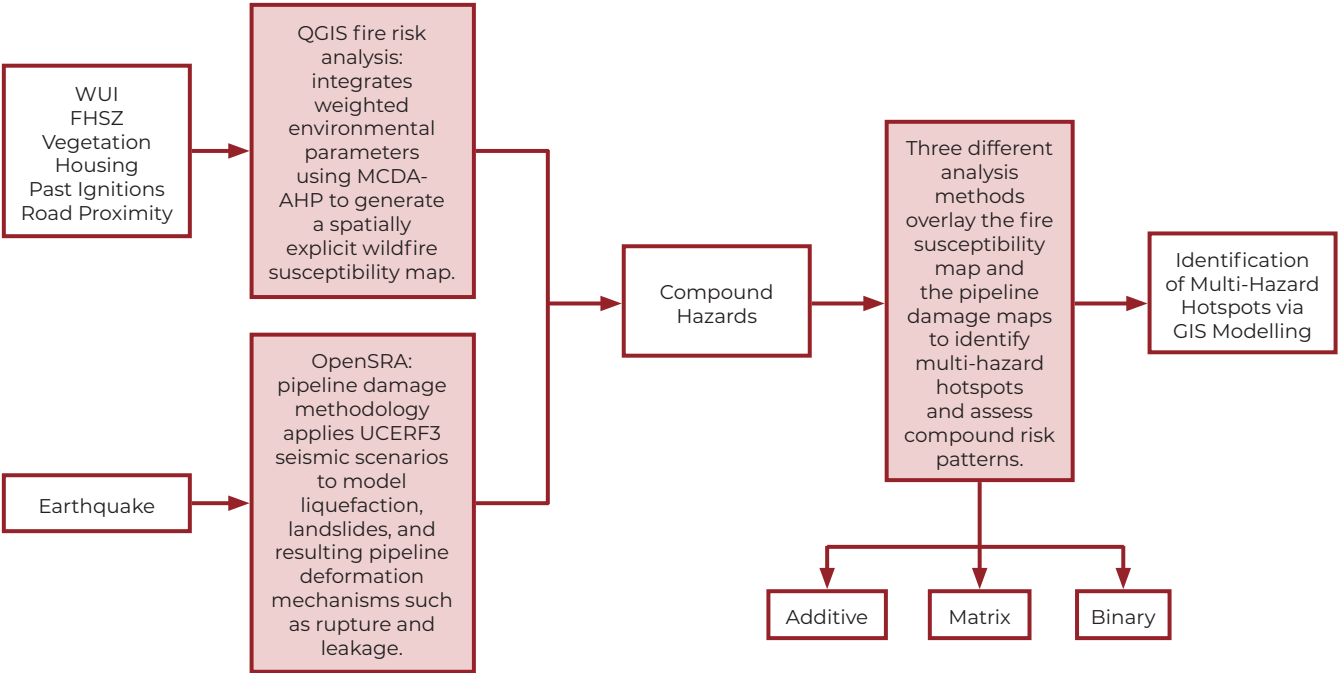 WUI
FHSZ
Vegetation
Housing
Past Ignitions
Road Proximity
QGIS fire risk
analysis:
integrates
weighted
environmental
parameters
using MCDA-
AHP to generate
a spatially
explicit wildfire
susceptibility map.
Earthquake
OpenSRA:
pipeline damage
methodology
applies UCERF3
seismic scenarios
to model
liquefaction,
landslides, and
resulting pipeline
deformation
mechanisms such
as rupture and
leakage.
Compound
Hazards
Three different
analysis
methods
overlay the fire
susceptibility
map and
the pipeline
damage maps
to identify
multi-hazard
hotspots
and assess
compound risk
patterns.
Additive
Matrix
Binary
Identification
of Multi-Hazard
Hotspots via
GIS Modelling